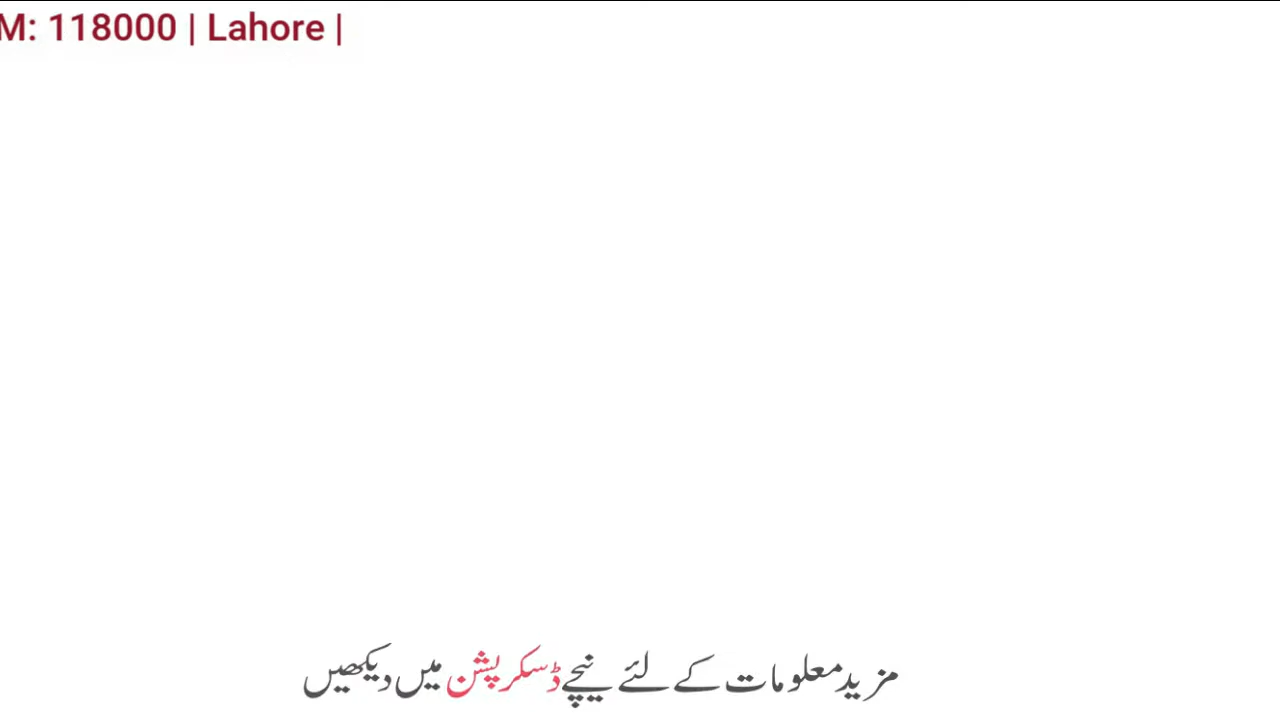 M: 118000 | Lahore |
مزید معلومات کے لئے نیچے ڈسکرپشن میں دیکھیں